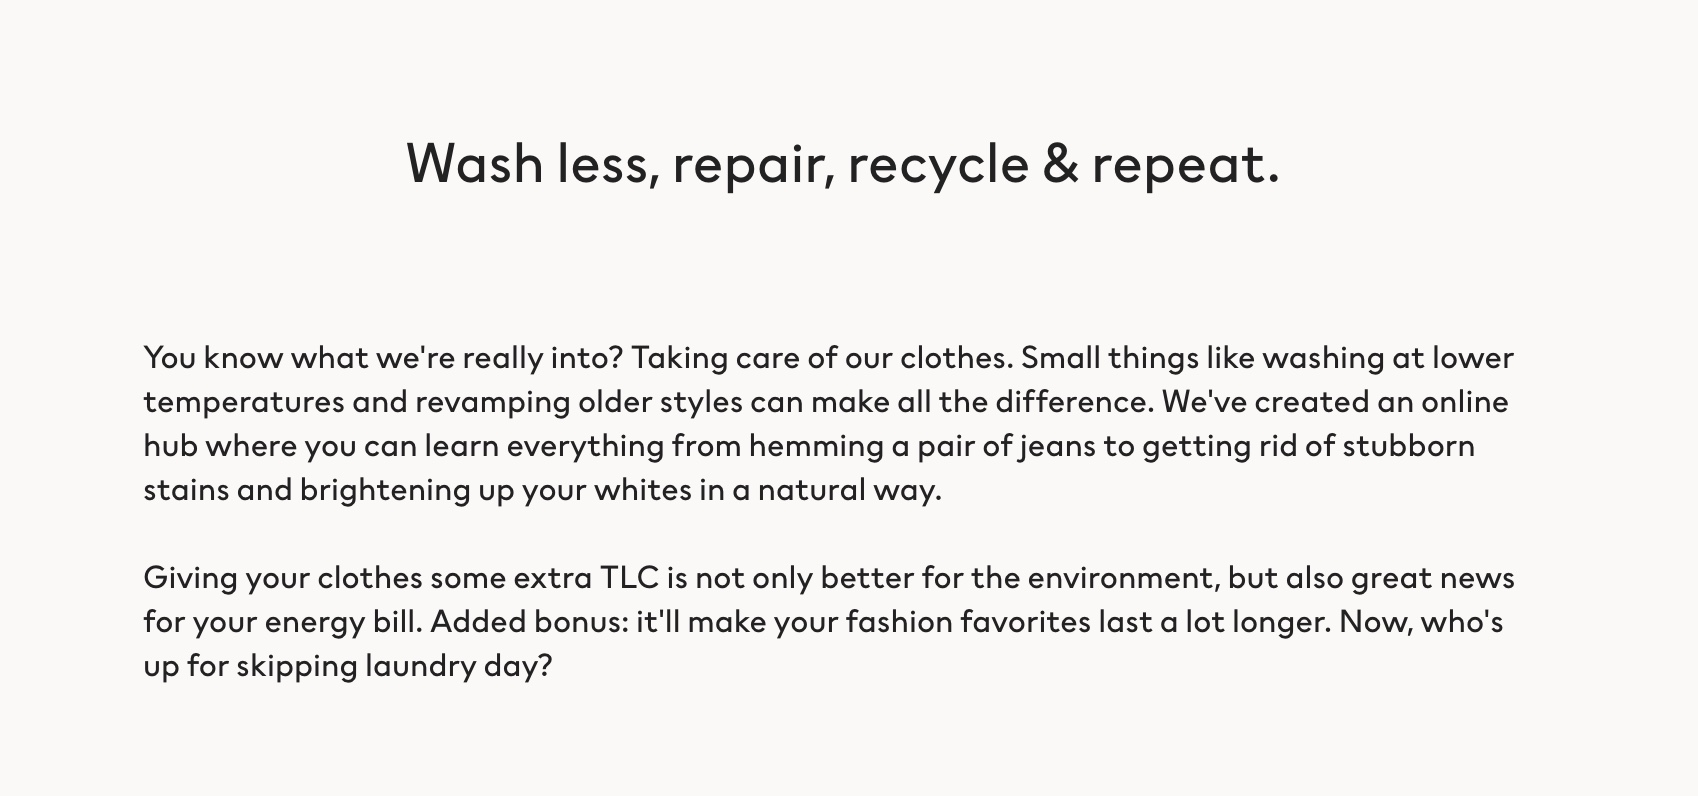 Wash less, repair, recycle & repeat.
You know what we're really into? Taking care of our clothes. Small things like washing at lower
temperatures and revamping older styles can make all the difference. We've created an online
hub where you can learn everything from hemming a pair of jeans to getting rid of stubborn
stains and brightening up your whites in a natural way.
Giving your clothes some extra TLC is not only better for the environment, but also great news
for your energy bill. Added bonus: it'll make your fashion favorites last a lot longer. Now, who's
up for skipping laundry day?